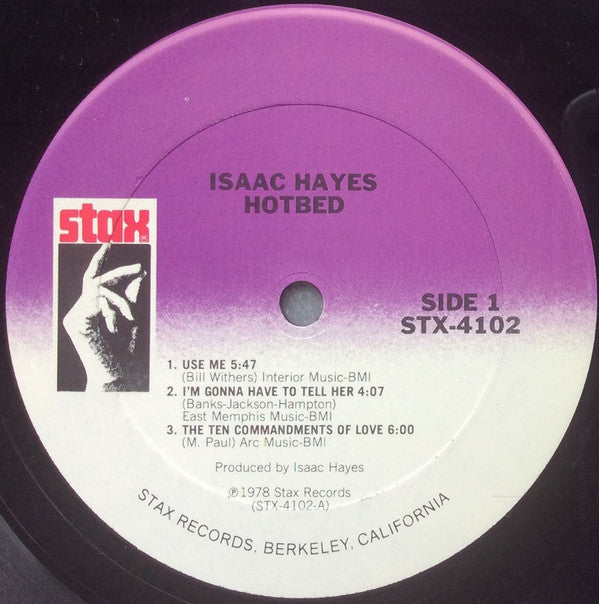 ISAAC HAYES
HOTBED
stax®
SIDE 1
STX-4102
1. USE ME 5:47
(Bill Withers) Interior Music-BMI
2. I'M GONNA HAVE TO TELL HER 4:07
(Banks-Jackson-Hampton)
East Memphis Music-BMI
3. THE TEN COMMANDMENTS OF LOVE 6:00
(M. Paul) Arc Music-BMI
Produced by Isaac Hayes
℗1978 Stax Records
(STX-4102-A)
STAX RECORDS, BERKELEY, CALIFORNIA